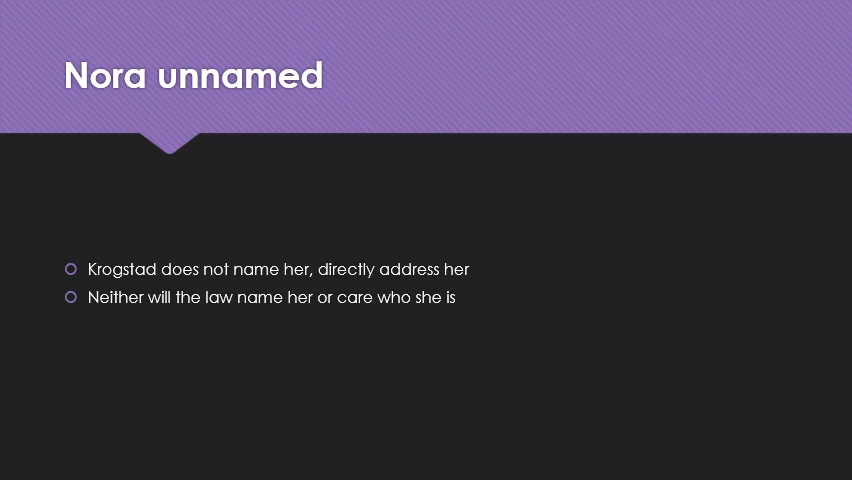 Nora unnamed
Krogstad does not name her, directly address her
Neither will the law name her or care who she is